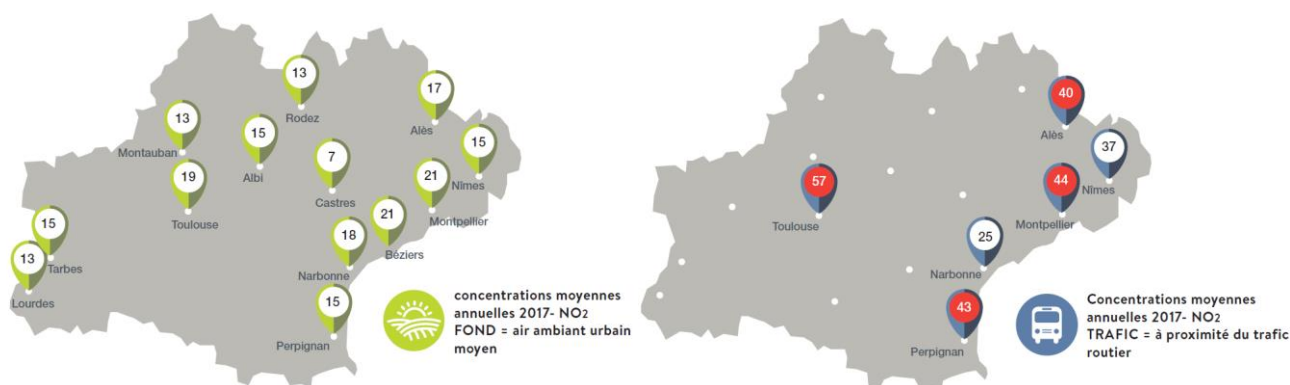 13
Rodez
17
Alès
13
Montauban
15
Albi
15
Nîmes
7
Castres
19
Toulouse
21
Montpellier
21
Béziers
18
Narbonne
15
Tarbes
13
Lourdes
15
Perpignan
concentrations moyennes
annuelles 2017- NO2
FOND = air ambiant urbain
moyen
40
Alès
37
Nîmes
57
Toulouse
44
Montpellier
25
Narbonne
43
Perpignan
Concentrations moyennes
annuelles 2017- NO2
TRAFIC = à proximité du trafic
routier